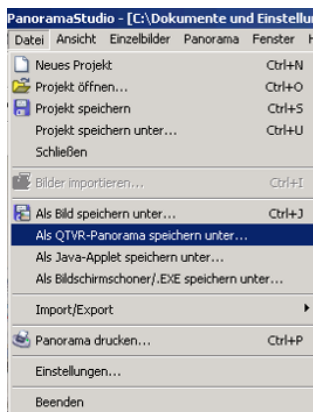 PanoramaStudio - [C:\Dokumente und Einstellu
Datei Ansicht Einzelbilder Panorama Fenster
Neues Projekt Ctrl+N
Projekt öffnen... Ctrl+O
Projekt speichern Ctrl+S
Projekt speichern unter... Ctrl+U
Schließen
Bilder importieren... Ctrl+I
Als Bild speichern unter... Ctrl+J
Als QTVR-Panorama speichern unter...
Als Java-Applet speichern unter...
Als Bildschirmschoner/.EXE speichern unter...
Import/Export
Panorama drucken... Ctrl+P
Einstellungen...
Beenden